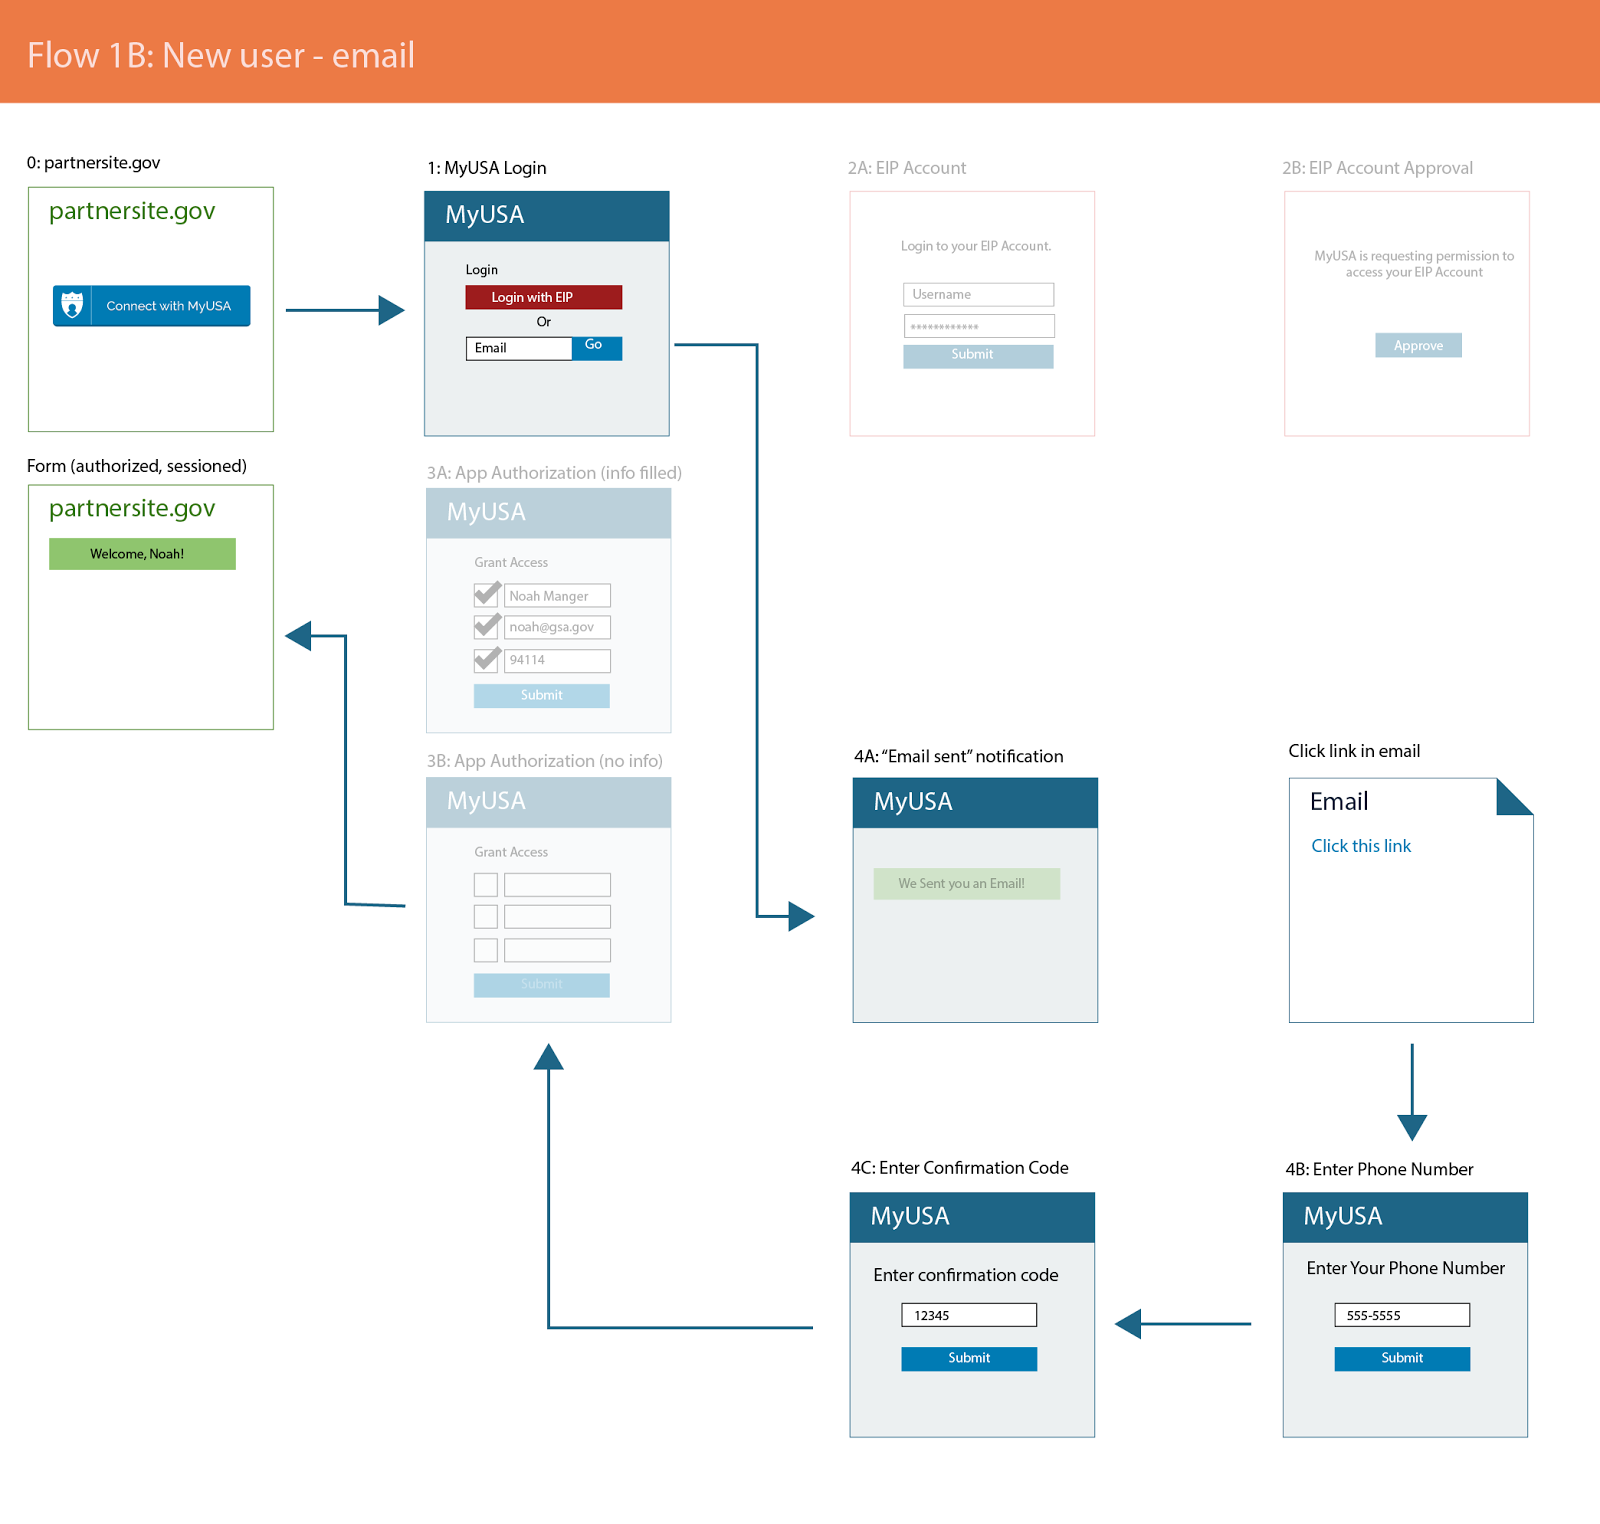 Flow 1B: New user - email
0: partnersite.gov
partnersite.gov
Connect with MyUSA
1: MyUSA Login
MyUSA
Login
Login with EIP
Or
Email
Go
2A: EIP Account
Login to your EIP Account.
Username
************
Submit
2B: EIP Account Approval
MyUSA is requesting permission to
access your EIP Account
Approve
Form (authorized, sessioned)
partnersite.gov
Welcome, Noah!
3A: App Authorization (info filled)
MyUSA
Grant Access
Noah Manger
noah@gsa.gov
94114
Submit
3B: App Authorization (no info)
MyUSA
Grant Access
Submit
4A: “Email sent” notification
MyUSA
We Sent you an Email!
Click link in email
Email
Click this link
4C: Enter Confirmation Code
MyUSA
Enter confirmation code
12345
Submit
4B: Enter Phone Number
MyUSA
Enter Your Phone Number
555-5555
Submit